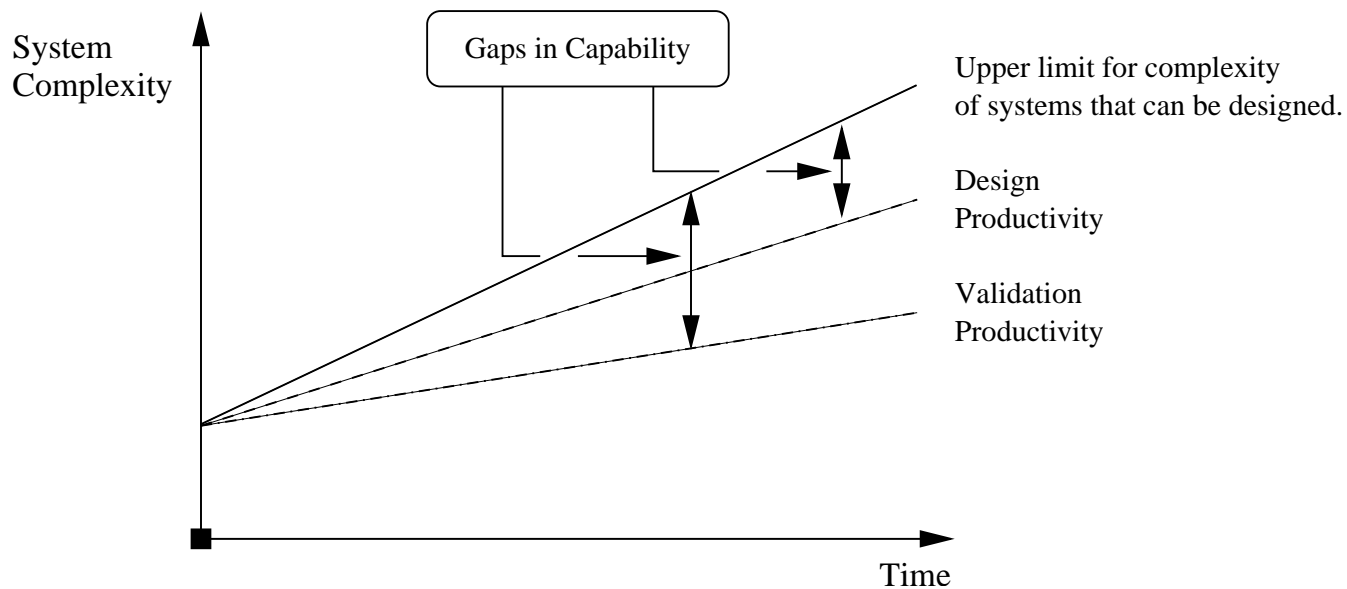 System
Complexity
Gaps in Capability
Upper limit for complexity
of systems that can be designed.
Design
Productivity
Validation
Productivity
Time